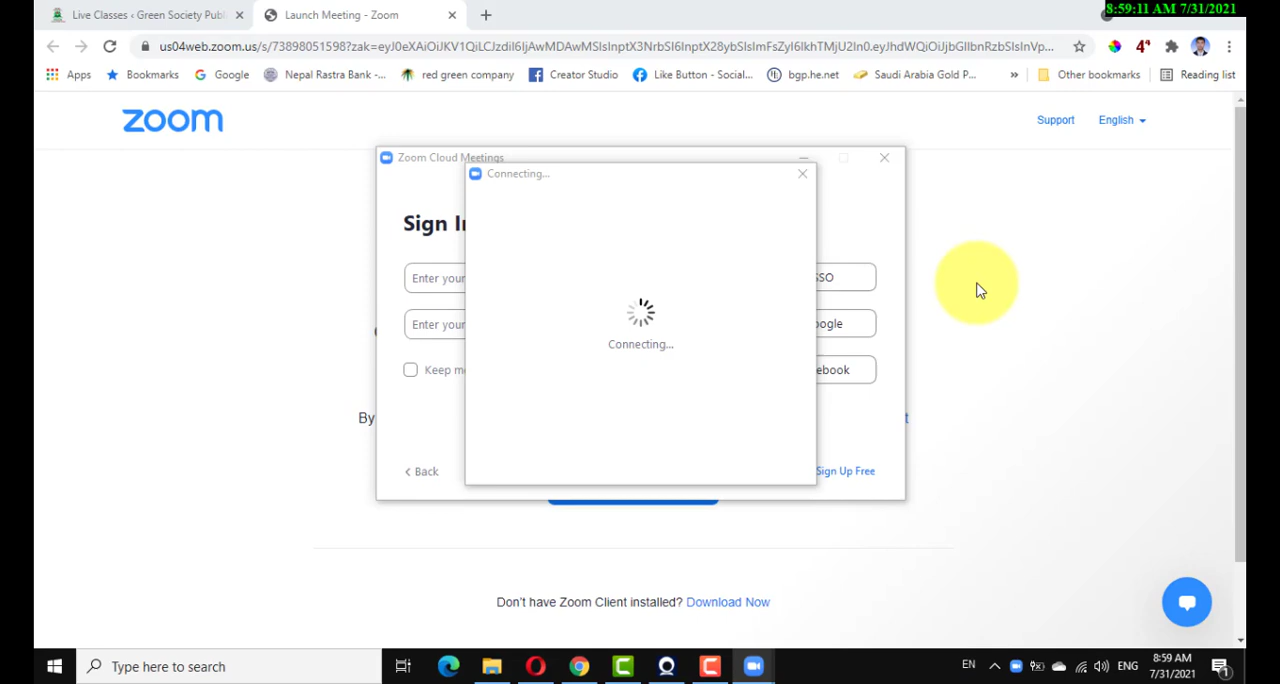 8:59:11 AM 7/31/2021
Live Classes ‹ Green Society Publ
Launch Meeting - Zoom
us04web.zoom.us/s/73898051598?zak=
Apps
Bookmarks
Google
Nepal Rastra Bank -...
red green company
Creator Studio
Like Button - Social...
bgp.he.net
Saudi Arabia Gold P...
»
Other bookmarks
Reading list
zoom
Support
English
Zoom Cloud Meetings
Connecting...
Sign I
Enter your
SSO
Connecting...
Enter your
oogle
Keep me
ebook
By
t
Back
Sign Up Free
Don't have Zoom Client installed? Download Now
Type here to search
EN
ENG
8:59 AM
7/31/2021
1